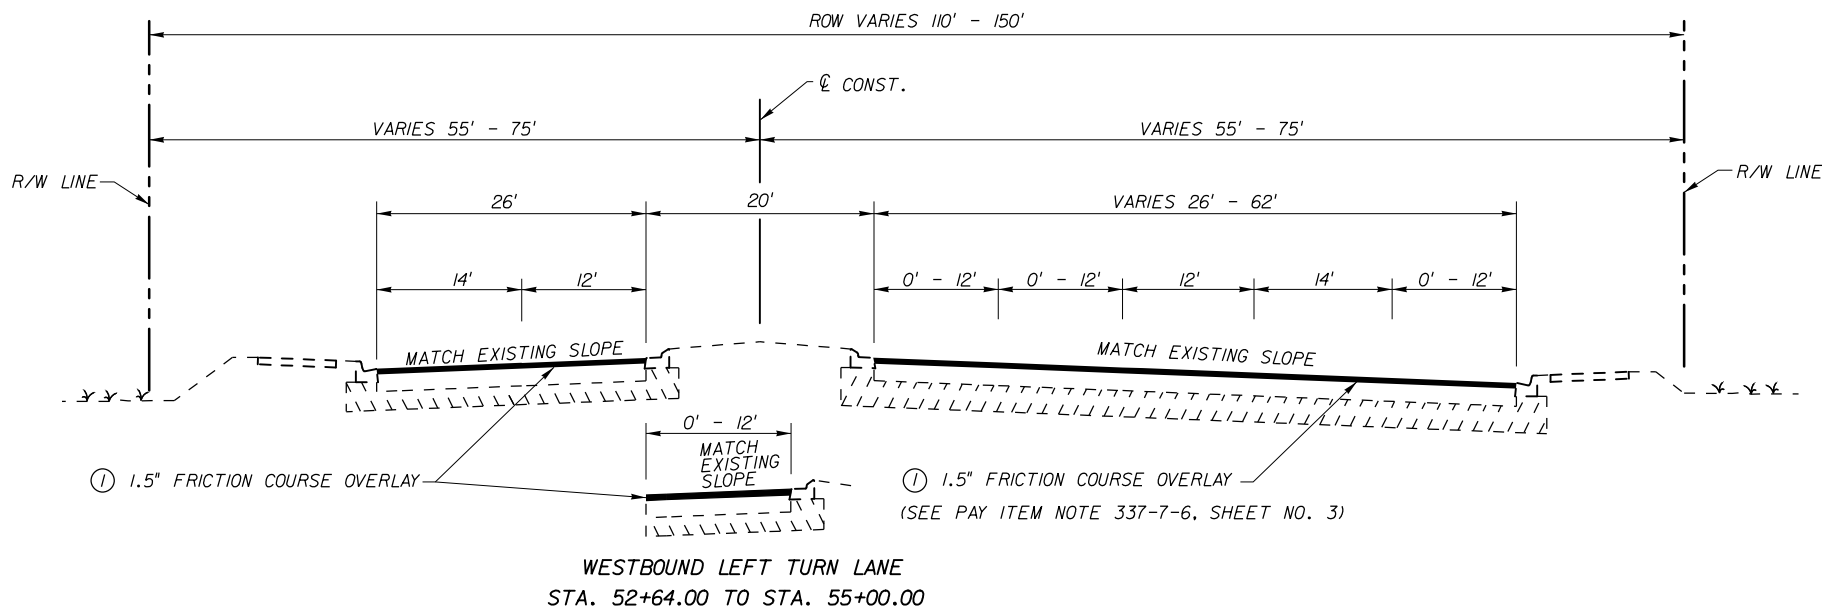 ROW VARIES 110' - 150'
℄ CONST.
VARIES 55' - 75'
VARIES 55' - 75'
R/W LINE
R/W LINE
26'
20'
VARIES 26' - 62'
14'
12'
0' - 12'
0' - 12'
12'
14'
0' - 12'
MATCH EXISTING SLOPE
MATCH EXISTING SLOPE
0' - 12'
MATCH
EXISTING
SLOPE
1 1.5" FRICTION COURSE OVERLAY
1 1.5" FRICTION COURSE OVERLAY
(SEE PAY ITEM NOTE 337-7-6, SHEET NO. 3)
WESTBOUND LEFT TURN LANE
STA. 52+64.00 TO STA. 55+00.00